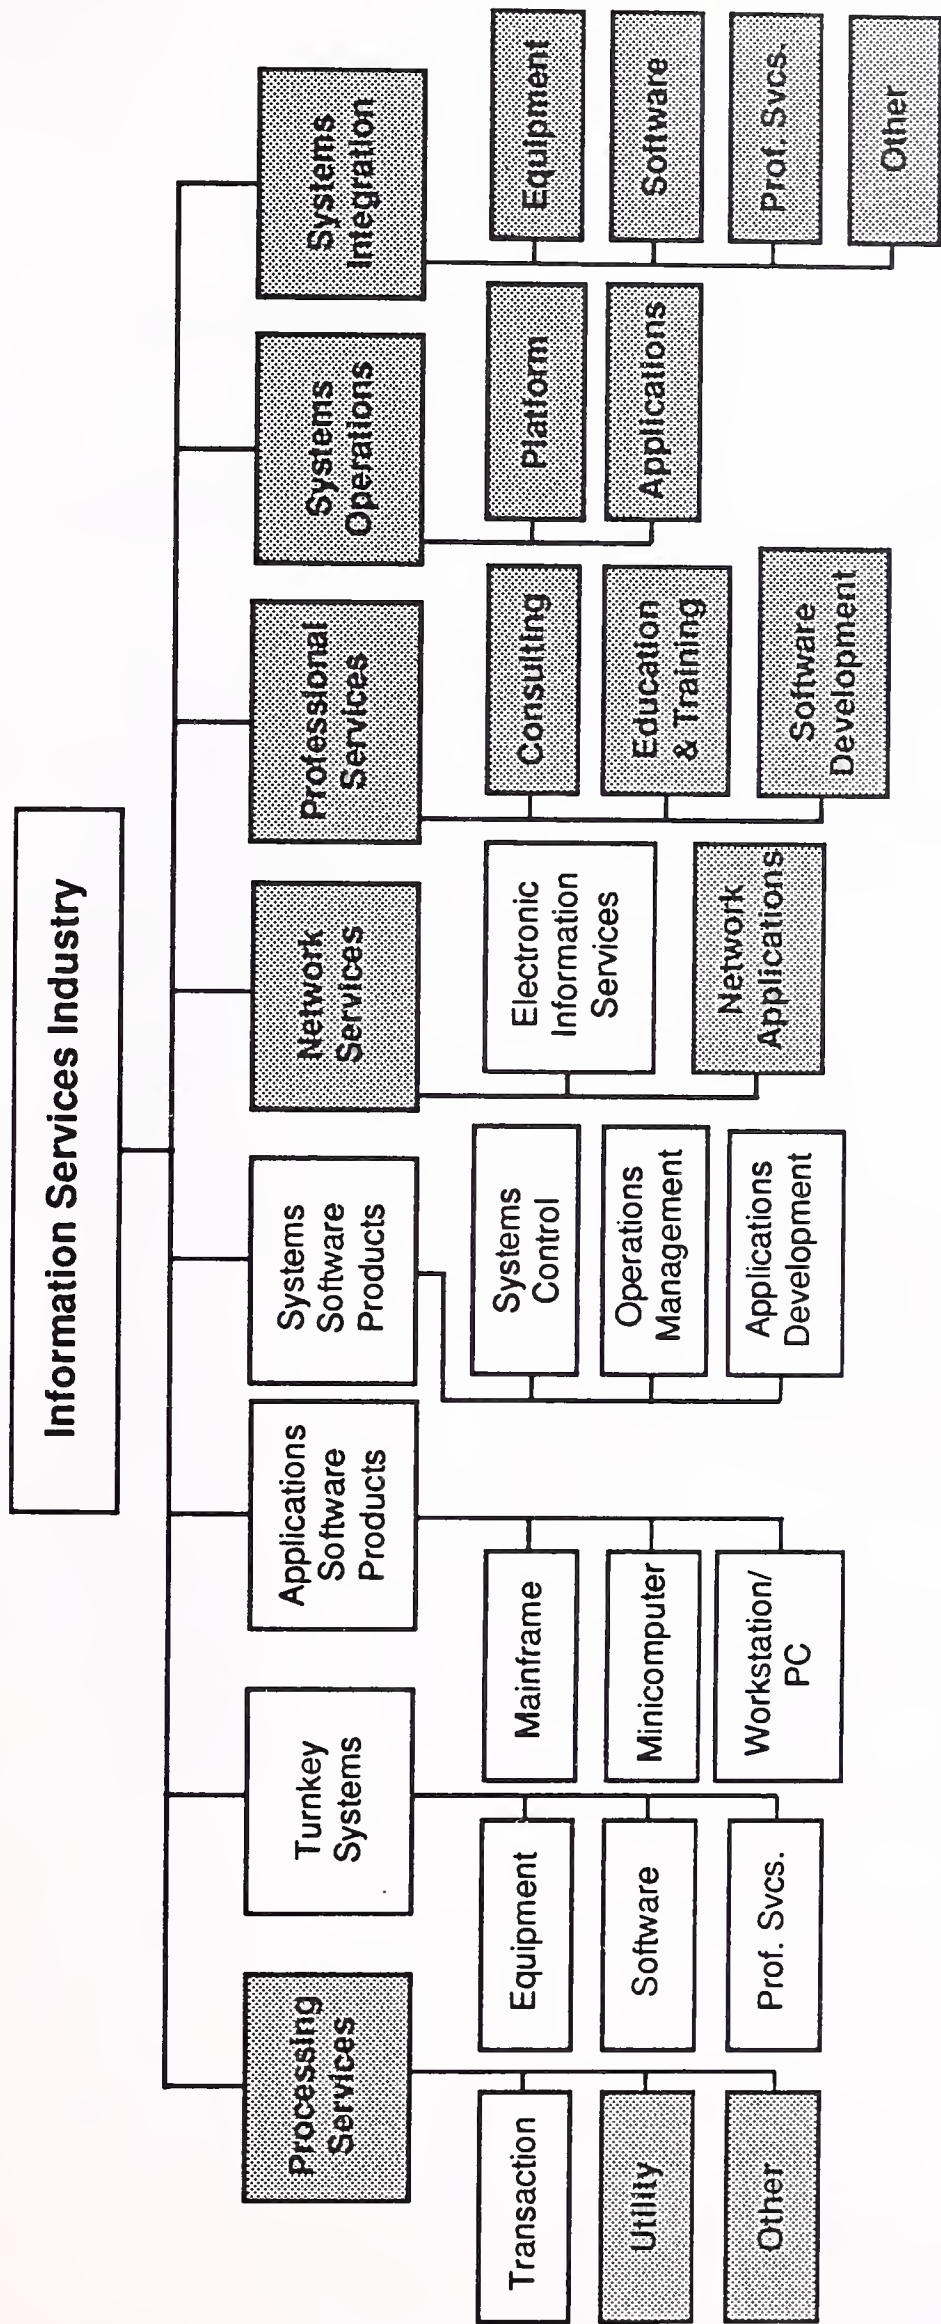 Information Services Industry
Processing
Services
Turnkey
Systems
Applications
Software
Products
Systems
Software
Products
Network
Services
Professional
Services
Systems
Operations
Systems
Integration
Transaction
Utility
Other
Equipment
Software
Prof. Svcs.
Mainframe
Minicomputer
Workstation/
PC
Systems
Control
Operations
Management
Applications
Development
Electronic
Information
Services
Network
Applications
Consulting
Education
& Training
Software
Development
Platform
Applications
Equipment
Software
Prof. Svcs.
Other